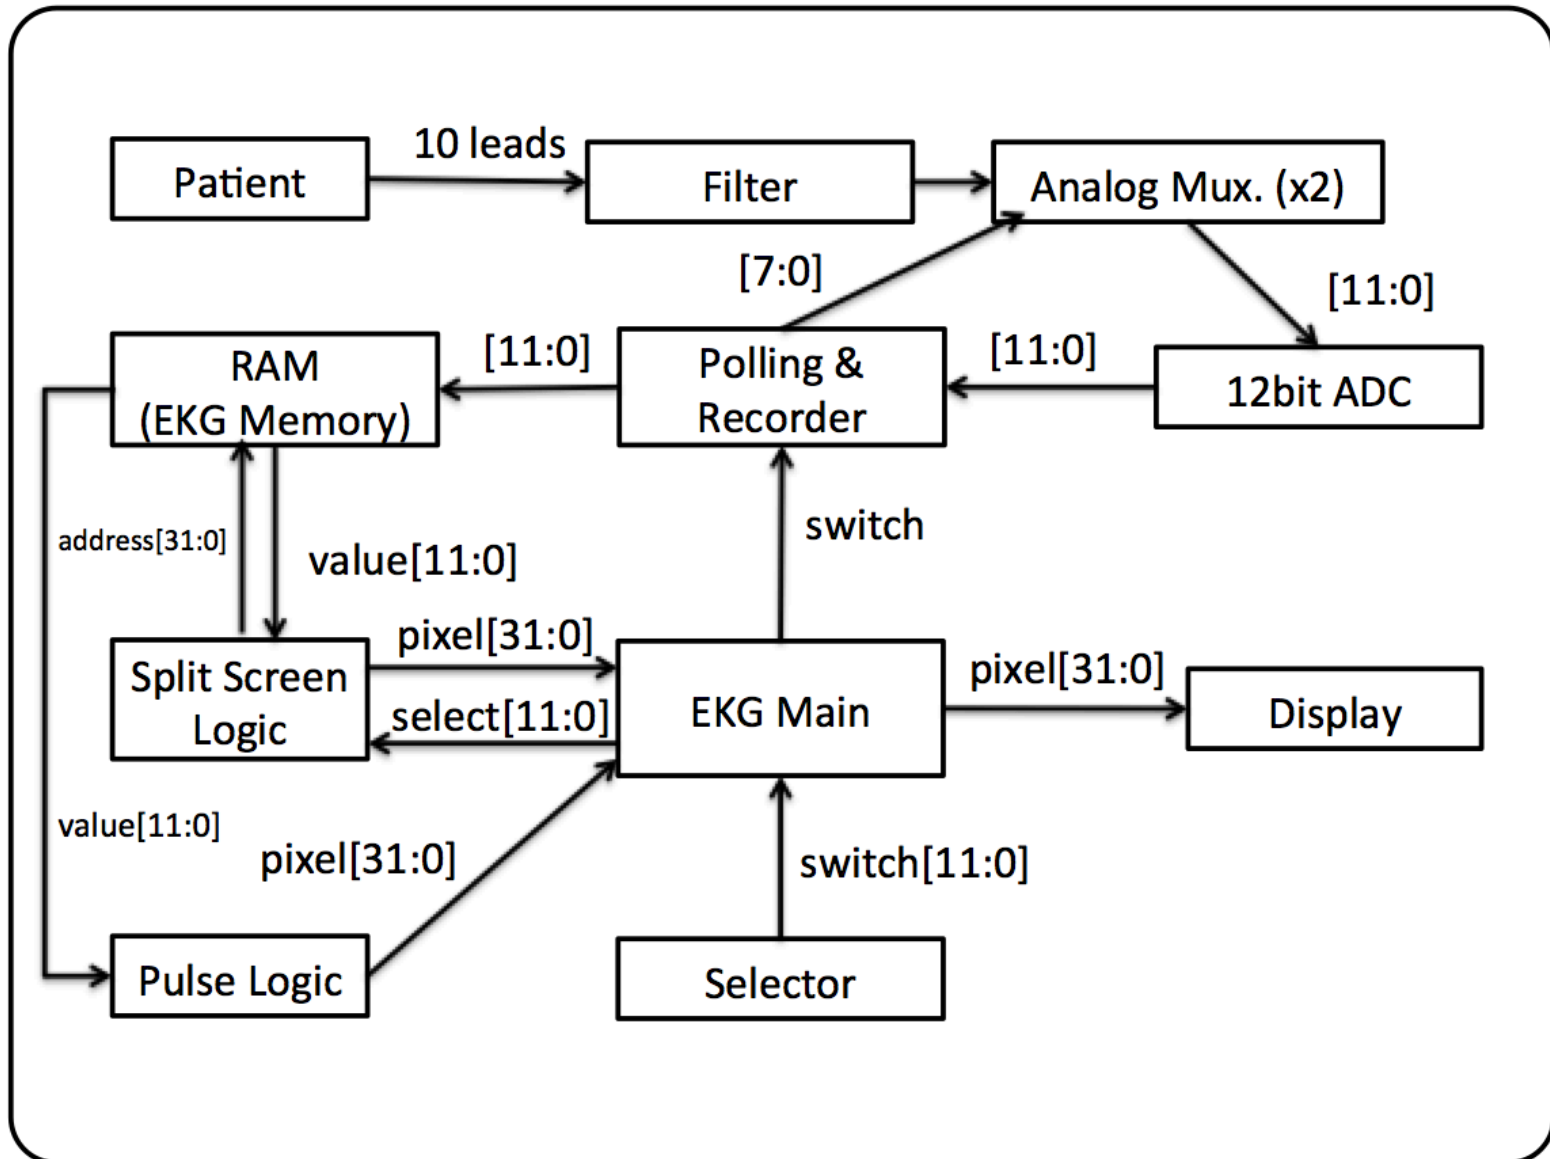 10 leads
Patient
Filter
Analog Mux. (x2)
[7:0]
[11:0]
RAM
(EKG Memory)
[11:0]
Polling &
Recorder
[11:0]
12bit ADC
address[31:0]
value[11:0]
switch
Split Screen
Logic
pixel[31:0]
select[11:0]
EKG Main
pixel[31:0]
Display
value[11:0]
pixel[31:0]
switch[11:0]
Pulse Logic
Selector